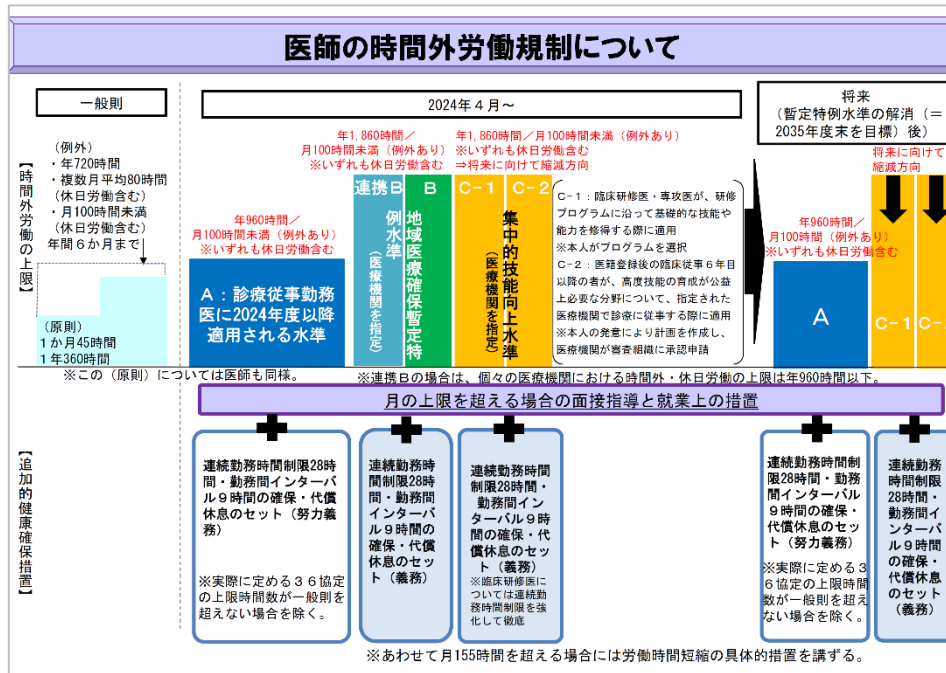 医師の時間外労働規制について
一般則
2024年４月～
将来
（暫定特例水準の解消（＝
2035年度末を目標）後）
【時間外労働の上限】
（例外）
・年720時間
・複数月平均80時間
（休日労働含む）
・月100時間未満
（休日労働含む）
年間６か月まで
（原則）
１か月45時間
１年360時間
※この（原則）については医師も同様。
年960時間／
月100時間未満（例外あり）
※いずれも休日労働含む
A：診療従事勤務
医に2024年度以降
適用される水準
年1,860時間／
月100時間未満（例外あり）
※いずれも休日労働含む
連携B
B
例水準
（医療機関を指定）
地域医療確保暫定特
年1,860時間／月100時間未満（例外あり）
※いずれも休日労働含む
⇒将来に向けて縮減方向
C-1
C-2
集中的技能向上水準
（医療機関を指定）
C-1：臨床研修医・専攻医が、研修
プログラムに沿って基礎的な技能や
能力を修得する際に適用
※本人がプログラムを選択
C-2：医籍登録後の臨床従事６年目
以降の者が、高度技能の育成が公益
上必要な分野について、指定された
医療機関で診療に従事する際に適用
※本人の発意により計画を作成し、
医療機関が審査組織に承認申請
※連携Bの場合は、個々の医療機関における時間外・休日労働の上限は年960時間以下。
将来に向けて
縮減方向
年960時間／
月100時間（例外あり）
※いずれも休日労働含む
A
C-1
C-
月の上限を超える場合の面接指導と就業上の措置
【追加的健康確保措置】
連続勤務時間制限28時
間・勤務間インターバ
ル９時間の確保・代償
休息のセット（努力義
務）
※実際に定める３６協定
の上限時間数が一般則を
超えない場合を除く。
連続勤務時間制
限28時間・勤務
間インターバル
９時間の確
保・代償休息の
セット（義務）
連続勤務時間制
限28時間・
勤務間インタ
ーバル９時間
の確保・代償
休息のセッ
ト（義務）
※臨床研修医に
ついては連続勤
務時間制限を強
化して徹底
連続勤務時間制
限28時間・勤務
間インターバル
９時間の確保・
代償休息のセッ
ト（努力義務）
※実際に定める３
６協定の上限時間
数が一般則を超え
ない場合を除く。
連続勤務
時間制限
28時間・勤
務間インタ
ーバル９時間
の確保・代
償休息のセ
ット（義務）
※あわせて月155時間を超える場合には労働時間短縮の具体的措置を講ずる。